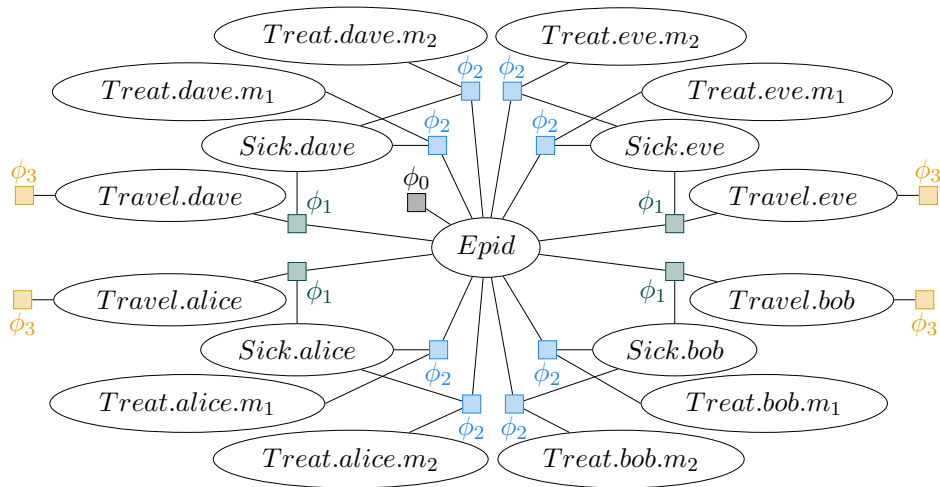 Treat.dave.m₂ Treat.eve.m₂
ϕ₂ ϕ₂
Treat.dave.m₁ Treat.eve.m₁
ϕ₂ ϕ₂
Sick.dave Sick.eve
ϕ₃ ϕ₀ ϕ₃
Travel.dave ϕ₁ ϕ₁ Travel.eve
Epid
Travel.alice ϕ₁ ϕ₁ Travel.bob
ϕ₃ ϕ₃
Sick.alice Sick.bob
ϕ₂ ϕ₂
Treat.alice.m₁ Treat.bob.m₁
ϕ₂ ϕ₂
Treat.alice.m₂ Treat.bob.m₂